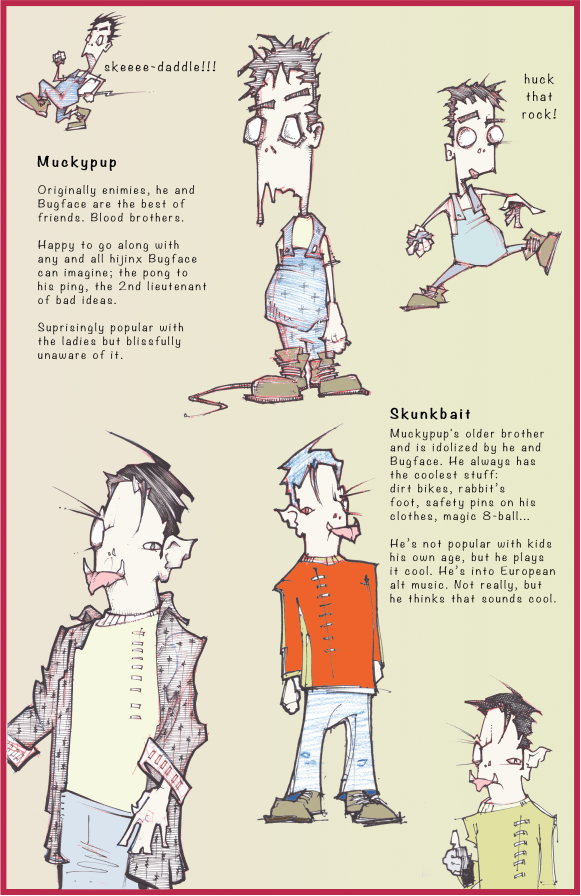 skeeee-daddle!!!
huck
that
rock!
Muckypup
Originally enimies, he and
Bugface are the best of
friends. Blood brothers.
Happy to go along with
any and all hijinx Bugface
can imagine; the pong to
his ping, the 2nd lieutenant
of bad ideas.
Suprisingly popular with
the ladies but blissfully
unaware of it.
Skunkbait
Muckypup's older brother
and is idolized by he and
Bugface. He always has
the coolest stuff:
dirt bikes, rabbit's
foot, safety pins on his
clothes, magic 8-ball...
He's not popular with kids
his own age, but he plays
it cool. He's into European
alt music. Not really, but
he thinks that sounds cool.